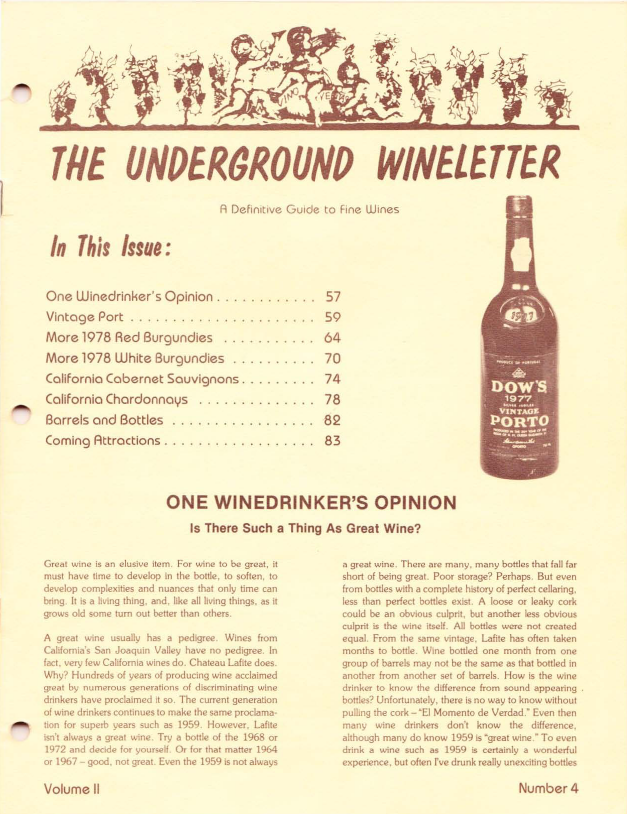 VINO YEARS
THE UNDERGROUND WINELETTER
A Definitive Guide to Fine Wines
In This Issue:
One Winedrinker's Opinion . . . . . . . . . . . . 57
Vintage Port . . . . . . . . . . . . . . . . . . . . . . 59
More 1978 Red Burgundies . . . . . . . . . . . 64
More 1978 White Burgundies . . . . . . . . . . 70
California Cabernet Sauvignons . . . . . . . . . 74
California Chardonnays . . . . . . . . . . . . . . 78
Barrels and Bottles . . . . . . . . . . . . . . . . . 82
Coming Attractions . . . . . . . . . . . . . . . . . . 83
1977
PRODUCE OF PORTUGAL
DOW'S
1977
SILVER JUBILEE
VINTAGE
PORTO
ONE WINEDRINKER'S OPINION
Is There Such a Thing As Great Wine?
Great wine is an elusive item. For wine to be great, it
must have time to develop in the bottle, to soften, to
develop complexities and nuances that only time can
bring. It is a living thing, and, like all living things, as it
grows old some turn out better than others.
A great wine usually has a pedigree. Wines from
California's San Joaquin Valley have no pedigree. In
fact, very few California wines do. Chateau Lafite does.
Why? Hundreds of years of producing wine acclaimed
great by numerous generations of discriminating wine
drinkers have proclaimed it so. The current generation
of wine drinkers continues to make the same proclama-
tion for superb years such as 1959. However, Lafite
isn't always a great wine. Try a bottle of the 1968 or
1972 and decide for yourself. Or for that matter 1964
or 1967 – good, not great. Even the 1959 is not always
a great wine. There are many, many bottles that fall far
short of being great. Poor storage? Perhaps. But even
from bottles with a complete history of perfect cellaring,
less than perfect bottles exist. A loose or leaky cork
could be an obvious culprit, but another less obvious
culprit is the wine itself. All bottles were not created
equal. From the same vintage, Lafite has often taken
months to bottle. Wine bottled one month from one
group of barrels may not be the same as that bottled in
another from another set of barrels. How is the wine
drinker to know the difference from sound appearing
bottles? Unfortunately, there is no way to know without
pulling the cork – "El Momento de Verdad." Even then
many wine drinkers don't know the difference,
although many do know 1959 is "great wine." To even
drink a wine such as 1959 is certainly a wonderful
experience, but often I've drunk really unexciting bottles
Volume II
Number 4